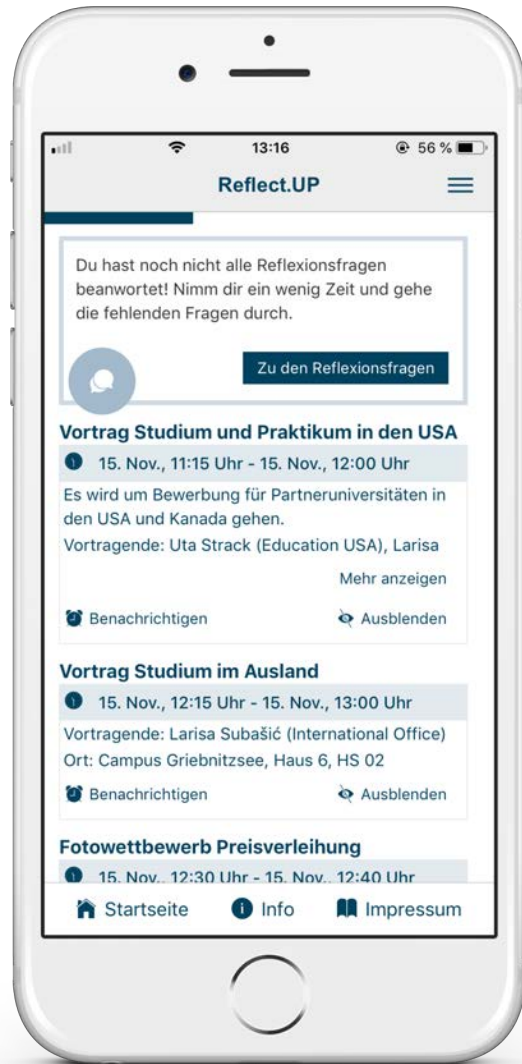 13:16
56 %
Reflect.UP
Du hast noch nicht alle Reflexionsfragen
beanwortet! Nimm dir ein wenig Zeit und gehe
die fehlenden Fragen durch.
Zu den Reflexionsfragen
Vortrag Studium und Praktikum in den USA
15. Nov., 11:15 Uhr - 15. Nov., 12:00 Uhr
Es wird um Bewerbung für Partneruniversitäten in
den USA und Kanada gehen.
Vortragende: Uta Strack (Education USA), Larisa
Mehr anzeigen
Benachrichtigen Ausblenden
Vortrag Studium im Ausland
15. Nov., 12:15 Uhr - 15. Nov., 13:00 Uhr
Vortragende: Larisa Subašić (International Office)
Ort: Campus Griebnitzsee, Haus 6, HS 02
Benachrichtigen Ausblenden
Fotowettbewerb Preisverleihung
15. Nov., 12:30 Uhr - 15. Nov., 12:40 Uhr
Startseite Info Impressum